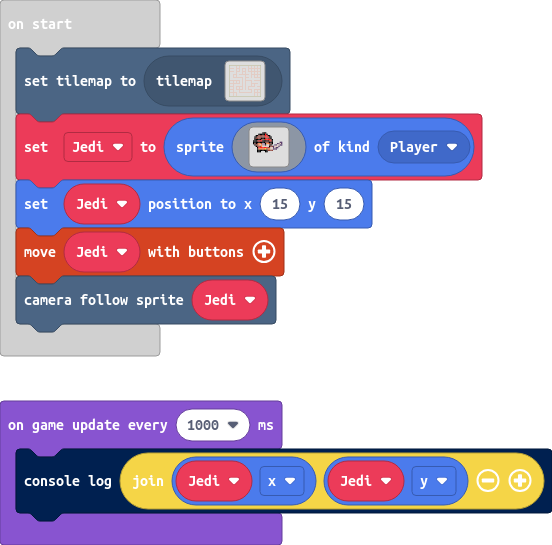 on start
set tilemap to tilemap
set Jedi to sprite of kind Player
set Jedi position to x 15 y 15
move Jedi with buttons
camera follow sprite Jedi
on game update every 1000 ms
console log join Jedi x Jedi y